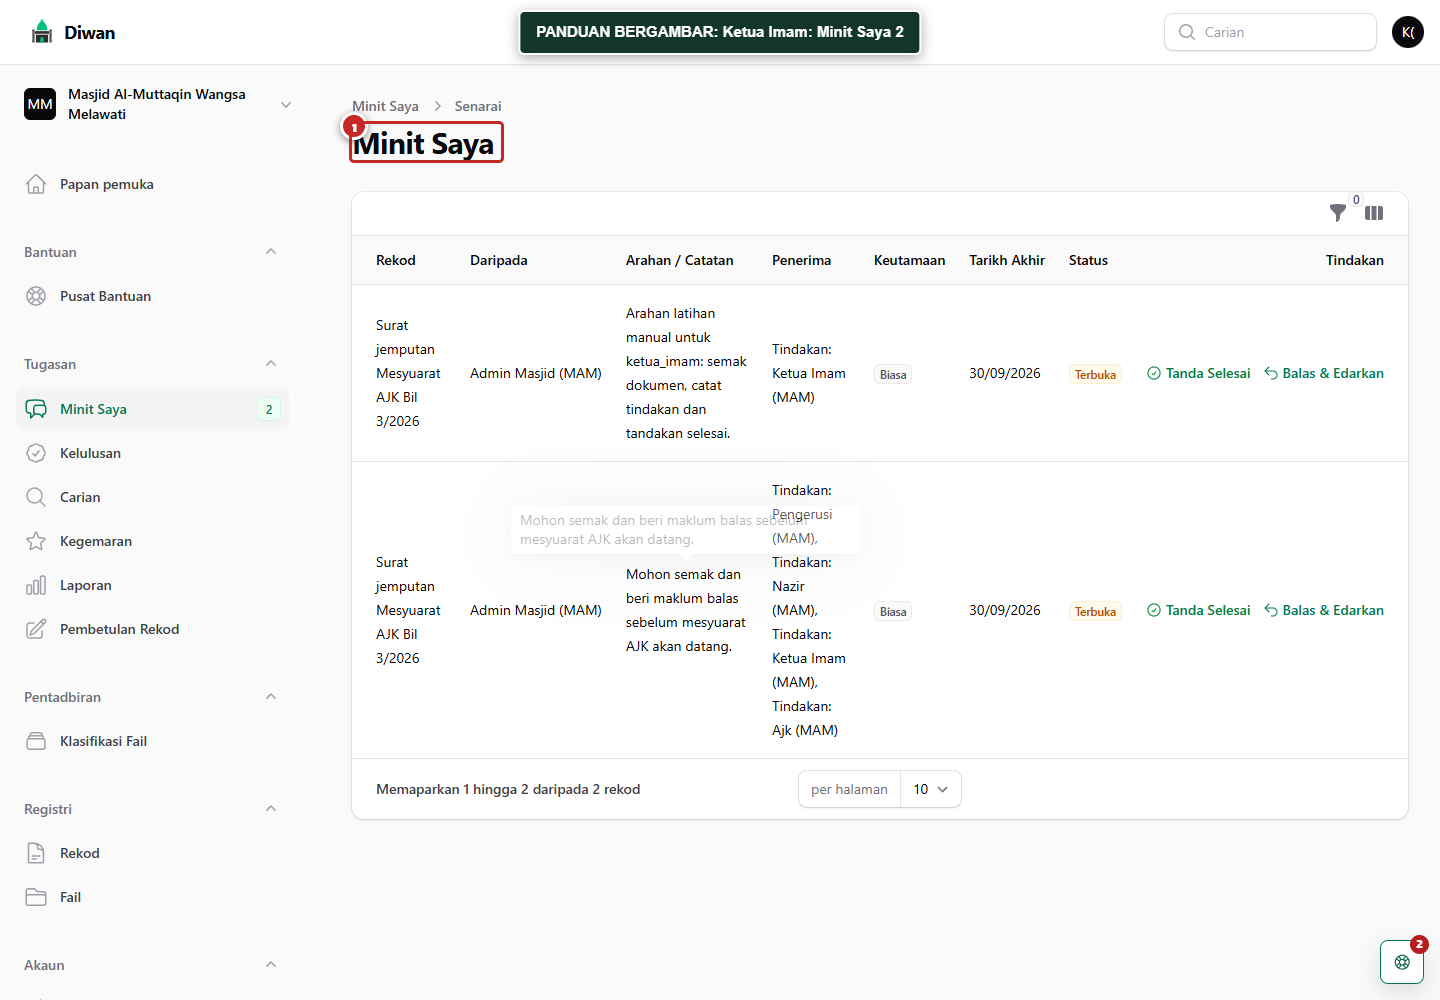 Diwan
PANDUAN BERGAMBAR: Ketua Imam: Minit Saya 2
Carian
K(
MM
Masjid Al-Muttaqin Wangsa
Melawati
Papan pemuka
Bantuan
Pusat Bantuan
Tugasan
Minit Saya
2
Kelulusan
Carian
Kegemaran
Laporan
Pembetulan Rekod
Pentadbiran
Klasifikasi Fail
Registri
Rekod
Fail
Akaun
Minit Saya
Senarai
1
Minit Saya
0
Rekod
Daripada
Arahan / Catatan
Penerima
Keutamaan
Tarikh Akhir
Status
Tindakan
Surat
jemputan
Mesyuarat
AJK Bil
3/2026
Admin Masjid (MAM)
Arahan latihan
manual untuk
ketua_imam: semak
dokumen, catat
tindakan dan
tandakan selesai.
Tindakan:
Ketua Imam
(MAM)
Biasa
30/09/2026
Terbuka
Tanda Selesai
Balas & Edarkan
Surat
jemputan
Mesyuarat
AJK Bil
3/2026
Admin Masjid (MAM)
Mohon semak dan beri maklum balas sebelum
mesyuarat AJK akan datang.
Mohon semak dan
beri maklum balas
sebelum mesyuarat
AJK akan datang.
Tindakan:
Pengerusi
(MAM),
Tindakan:
Nazir
(MAM),
Tindakan:
Ketua Imam
(MAM),
Tindakan:
Ajk (MAM)
Biasa
30/09/2026
Terbuka
Tanda Selesai
Balas & Edarkan
Memaparkan 1 hingga 2 daripada 2 rekod
per halaman
10
2